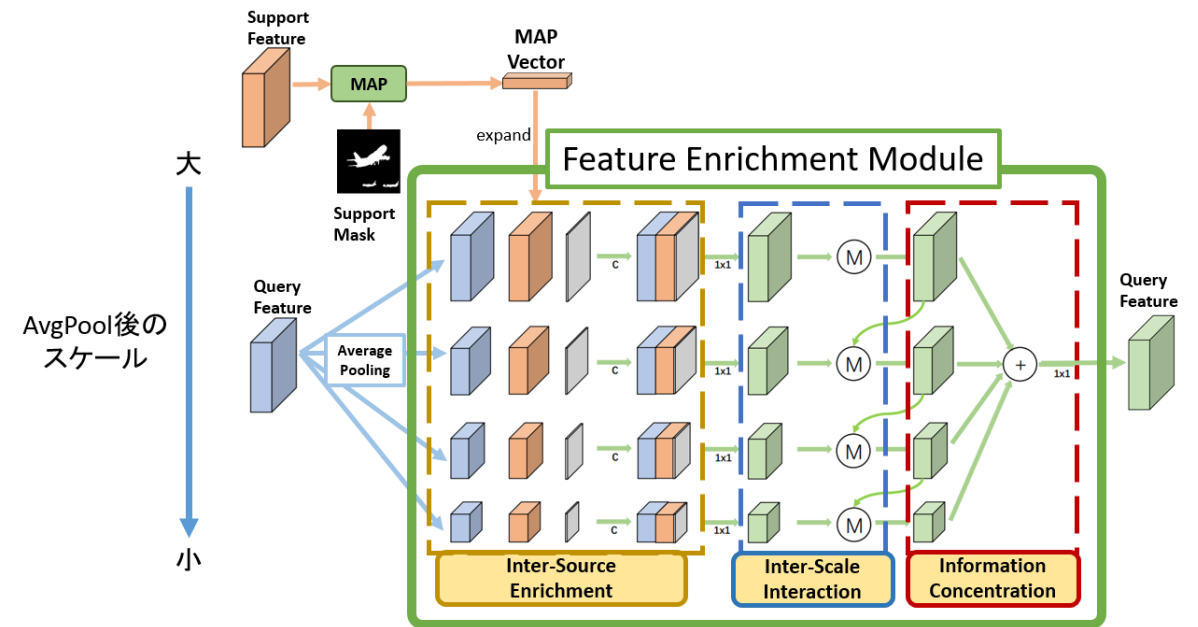 Support
Feature
MAP
MAP
Vector
expand
Support
Mask
大
Feature Enrichment Module
Query
Feature
AvgPool後の
スケール
Average
Pooling
小
C
1x1
M
C
1x1
M
C
1x1
M
C
1x1
M
+
1x1
Query
Feature
Inter-Source
Enrichment
Inter-Scale
Interaction
Information
Concentration